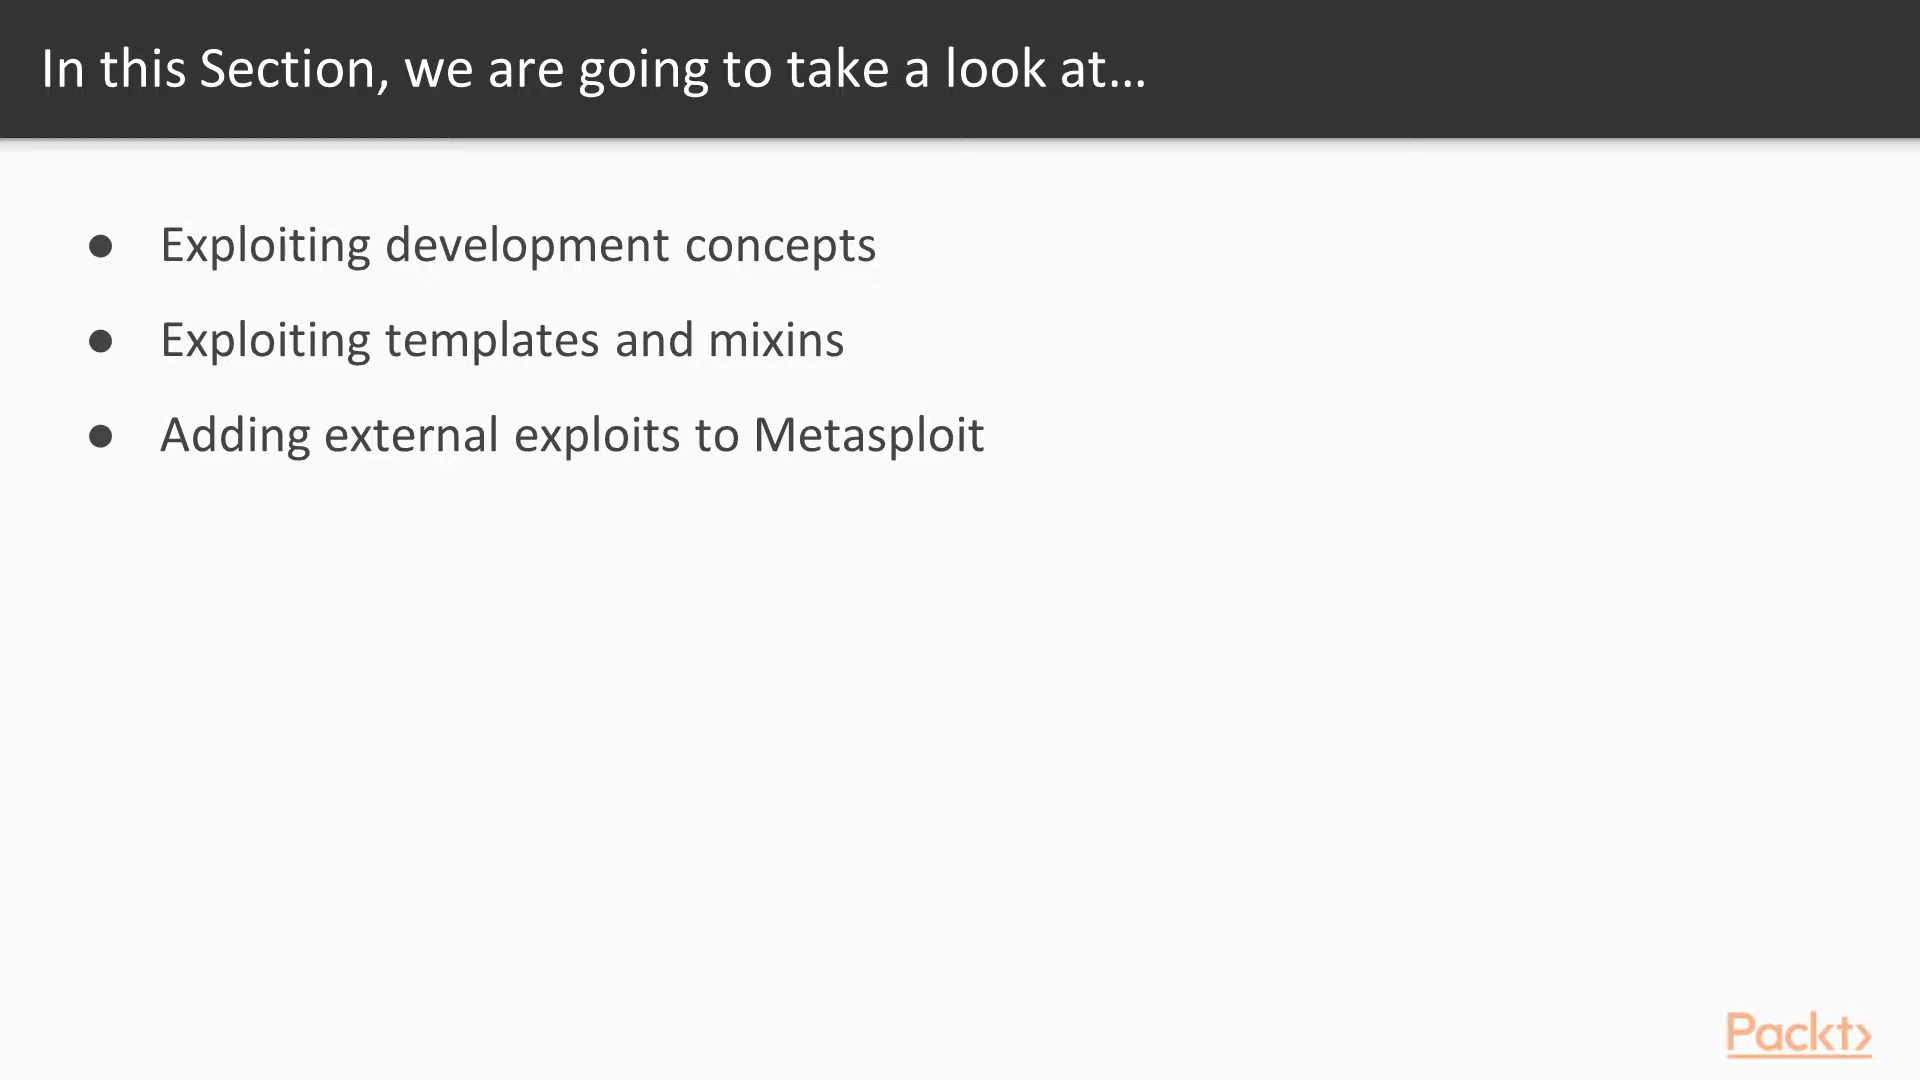 In this Section, we are going to take a look at...
● Exploiting development concepts
● Exploiting templates and mixins
● Adding external exploits to Metasploit
Packt>